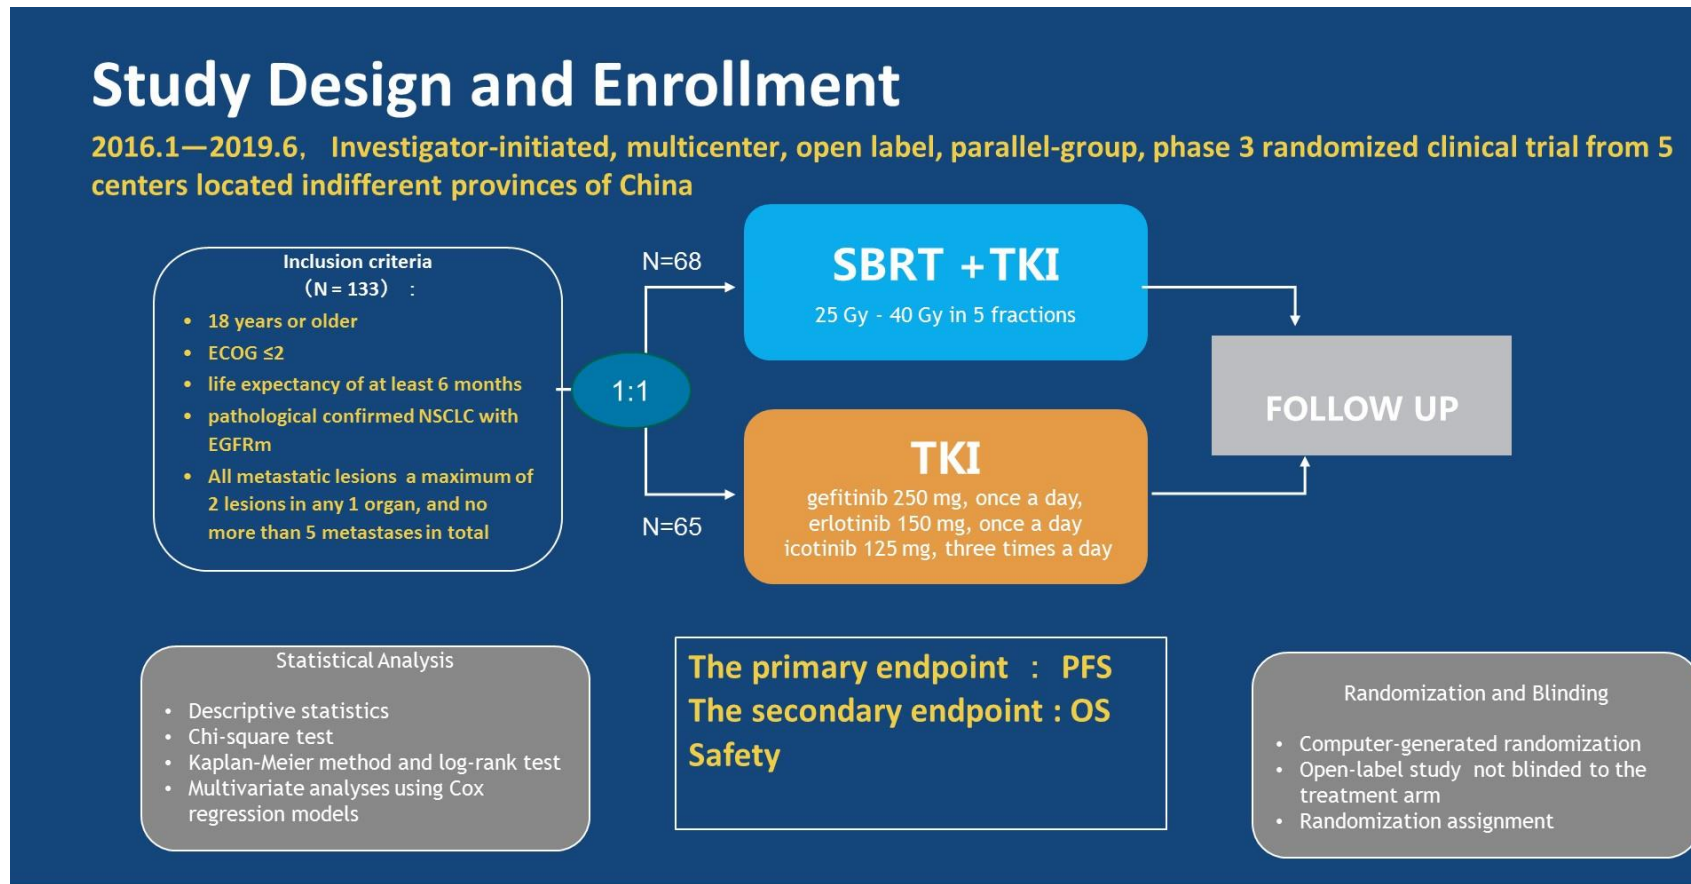 Study Design and Enrollment
2016.1—2019.6, Investigator-initiated, multicenter, open label, parallel-group, phase 3 randomized clinical trial from 5
centers located indifferent provinces of China
Inclusion criteria
(N = 133) :
• 18 years or older
• ECOG ≤2
• life expectancy of at least 6 months
• pathological confirmed NSCLC with
EGFRm
• All metastatic lesions a maximum of
2 lesions in any 1 organ, and no
more than 5 metastases in total
1:1
N=68
SBRT +TKI
25 Gy - 40 Gy in 5 fractions
N=65
TKI
gefitinib 250 mg, once a day,
erlotinib 150 mg, once a day
icotinib 125 mg, three times a day
FOLLOW UP
Statistical Analysis
• Descriptive statistics
• Chi-square test
• Kaplan-Meier method and log-rank test
• Multivariate analyses using Cox
regression models
The primary endpoint : PFS
The secondary endpoint : OS
Safety
Randomization and Blinding
• Computer-generated randomization
• Open-label study not blinded to the
treatment arm
• Randomization assignment